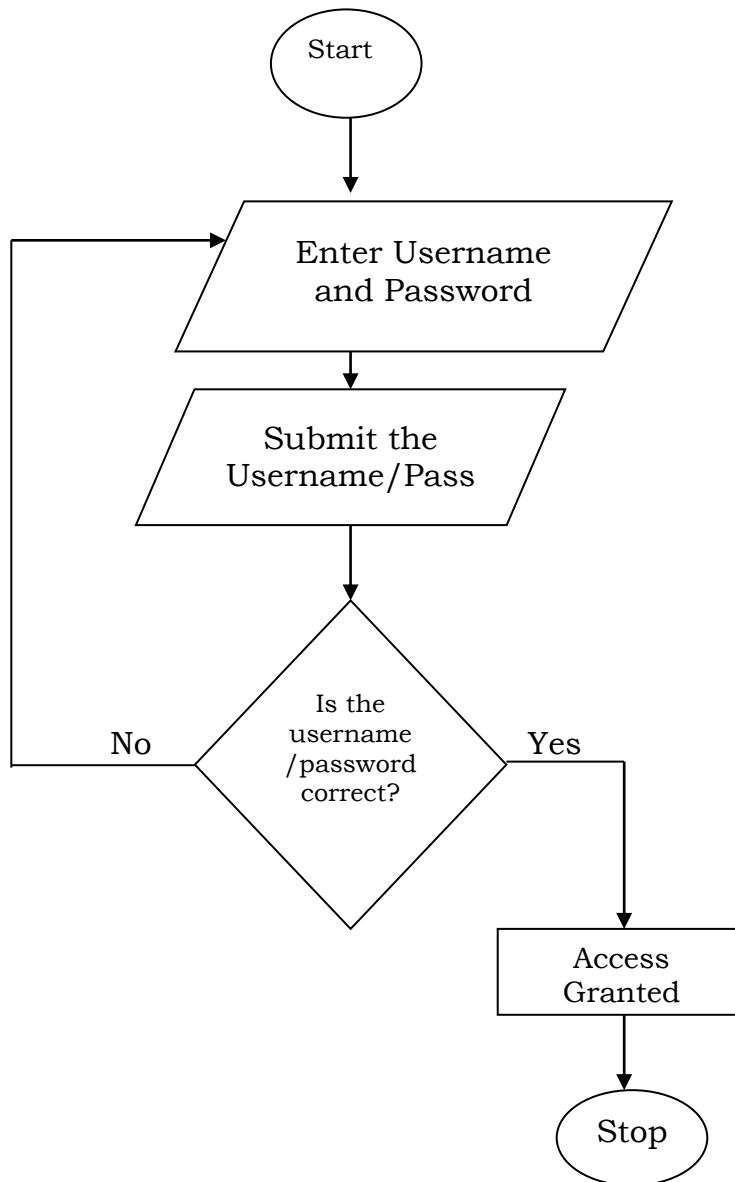 Start
Enter Username
and Password
Submit the
Username/Pass
Is the
username
/password
correct?
No
Yes
Access
Granted
Stop